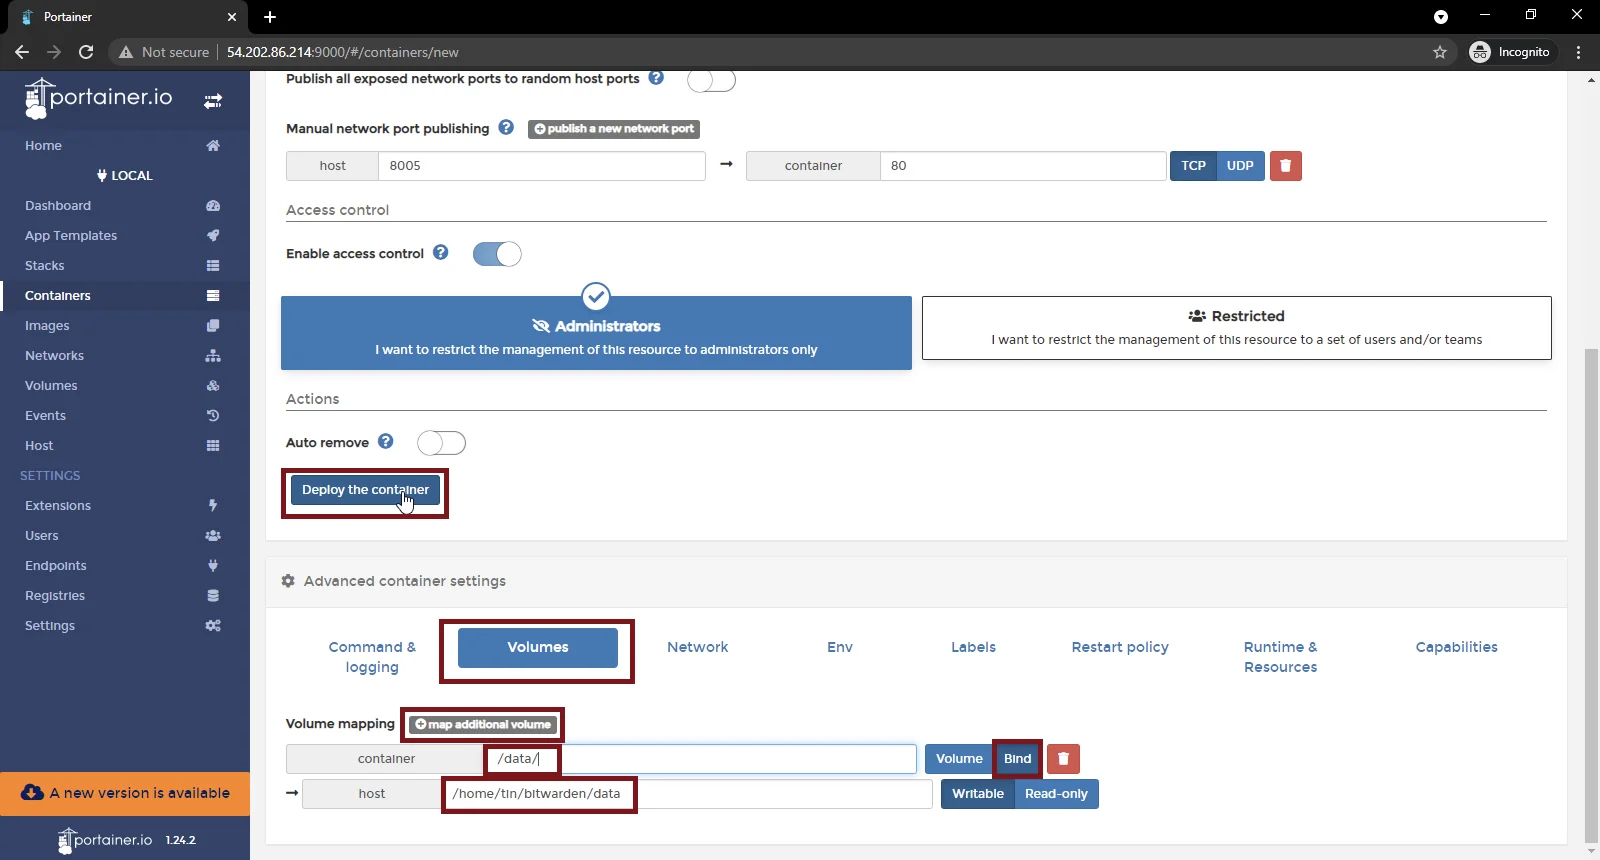 Portainer
Not secure 54.202.86.214:9000/#/containers/new Incognito
portainer.io
Home
LOCAL
Dashboard
App Templates
Stacks
Containers
Images
Networks
Volumes
Events
Host
SETTINGS
Extensions
Users
Endpoints
Registries
Settings
A new version is available
portainer.io 1.24.2
Publish all exposed network ports to random host ports
Manual network port publishing publish a new network port
host 8005 → container 80 TCP UDP
Access control
Enable access control
Administrators
I want to restrict the management of this resource to administrators only
Restricted
I want to restrict the management of this resource to a set of users and/or teams
Actions
Auto remove
Deploy the container
Advanced container settings
Command & logging
Volumes
Network
Env
Labels
Restart policy
Runtime & Resources
Capabilities
Volume mapping map additional volume
container /data/ Volume Bind
→ host /home/tin/bitwarden/data Writable Read-only